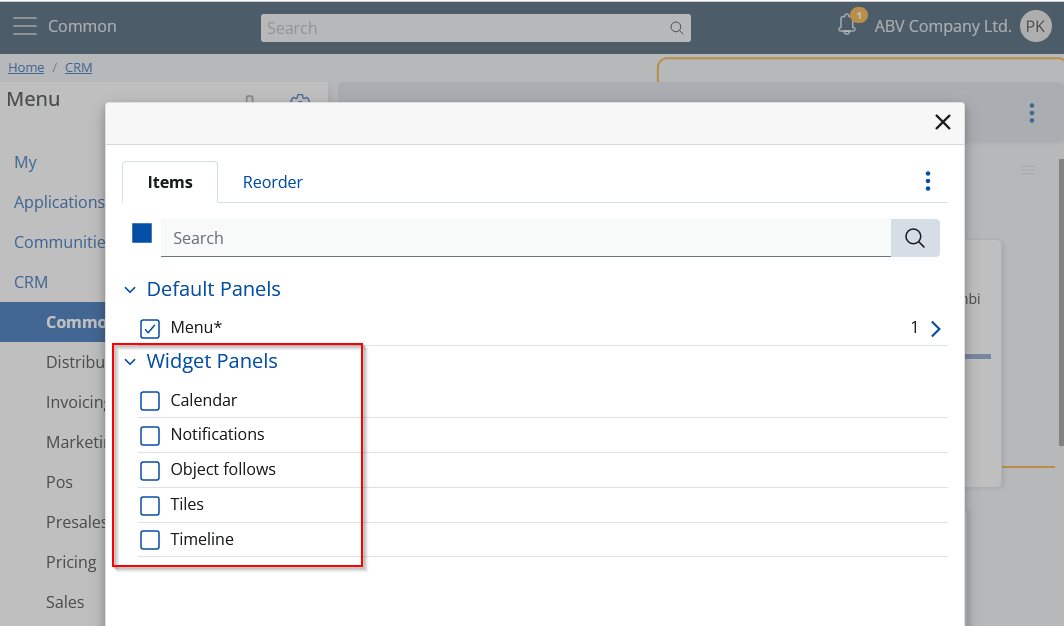 Common
Search
1
ABV Company Ltd.
PK
Home / CRM
Menu
My
Applications
Communitie
CRM
Commo
Distribu
Invoicing
Marketi
Pos
Presales
Pricing
Sales
Items
Reorder
Search
Default Panels
Menu*
1
Widget Panels
Calendar
Notifications
Object follows
Tiles
Timeline
nbi